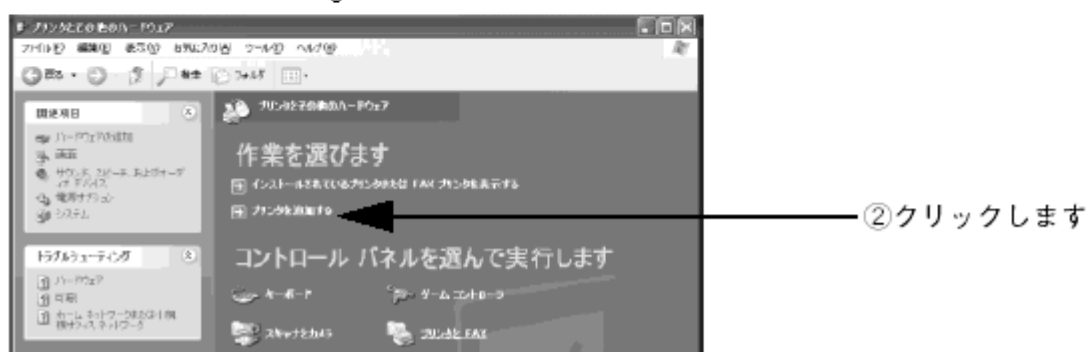 プリンタとその他のハードウェア
ファイル(F) 編集(E) 表示(V) お気に入り(A) ツール(T) ヘルプ(H)
戻る 検索 フォルダ
関連項目
ハードウェアの追加
画面
サウンド、スピーチ、およびオーディオ デバイス
電源オプション
システム
トラブルシューティング
ハードウェア
印刷
ホーム ネットワークまたは小規模オフィス ネットワーク
プリンタとその他のハードウェア
作業を選びます
インストールされているプリンタまたは FAX プリンタを表示する
プリンタを追加する
②クリックします
コントロール パネルを選んで実行します
キーボード
ゲーム コントローラ
スキャナとカメラ
プリンタと FAX